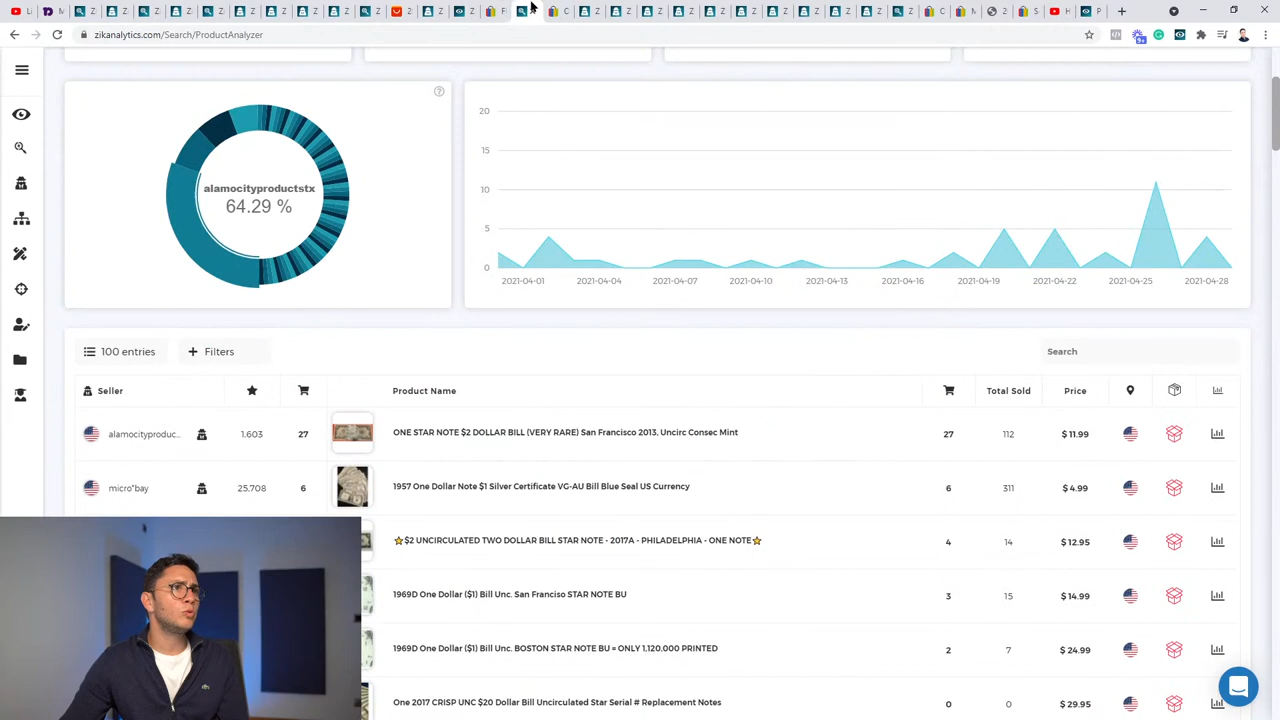 zikanalytics.com/Search/ProductAnalyzer
9+
alamocityproductstx
64.29 %
20
15
10
5
0
2021-04-01
2021-04-04
2021-04-07
2021-04-10
2021-04-13
2021-04-16
2021-04-19
2021-04-22
2021-04-25
2021-04-28
100 entries
Filters
Search
Seller
Product Name
Total Sold
Price
alamocityproduc...
1,603
27
ONE STAR NOTE $2 DOLLAR BILL (VERY RARE) San Francisco 2013, Uncirc Consec Mint
27
112
$ 11.99
micro*bay
25,708
6
1957 One Dollar Note $1 Silver Certificate VG-AU Bill Blue Seal US Currency
6
311
$ 4.99
$2 UNCIRCULATED TWO DOLLAR BILL STAR NOTE - 2017A - PHILADELPHIA - ONE NOTE
4
14
$ 12.95
1969D One Dollar ($1) Bill Unc. San Franciso STAR NOTE BU
3
15
$ 14.99
1969D One Dollar ($1) Bill Unc. BOSTON STAR NOTE BU = ONLY 1,120,000 PRINTED
2
7
$ 24.99
One 2017 CRISP UNC $20 Dollar Bill Uncirculated Star Serial # Replacement Notes
0
0
$ 29.95